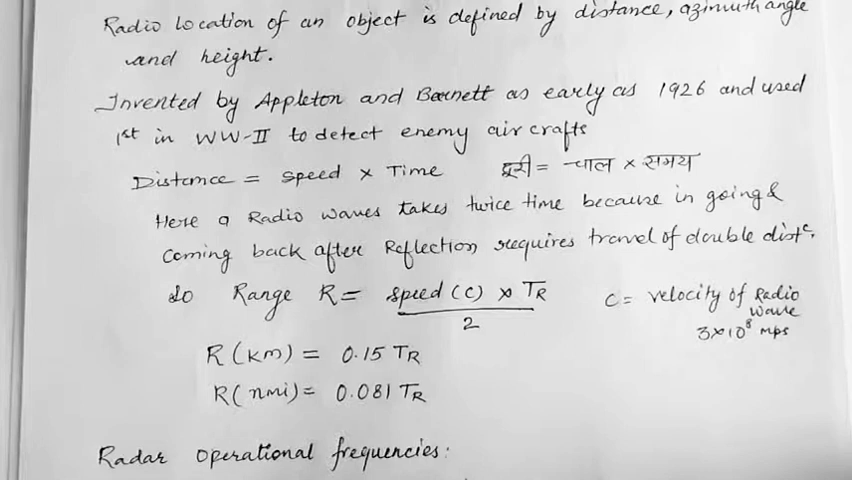 Radio location of an object is defined by distance, azimuth angle
and height.
Invented by Appleton and Barnett as early as 1926 and used
1st in WW-II to detect enemy air crafts
Distance = speed × Time दूरी = चाल × समय
Here a Radio waves takes twice time because in going &
coming back after Reflection requires travel of double distc.
So Range R = speed (c) × TR / 2
C = velocity of Radio
wave
3×10⁸ mps
R (km) = 0.15 TR
R (nmi) = 0.081 TR
Radar operational frequencies: